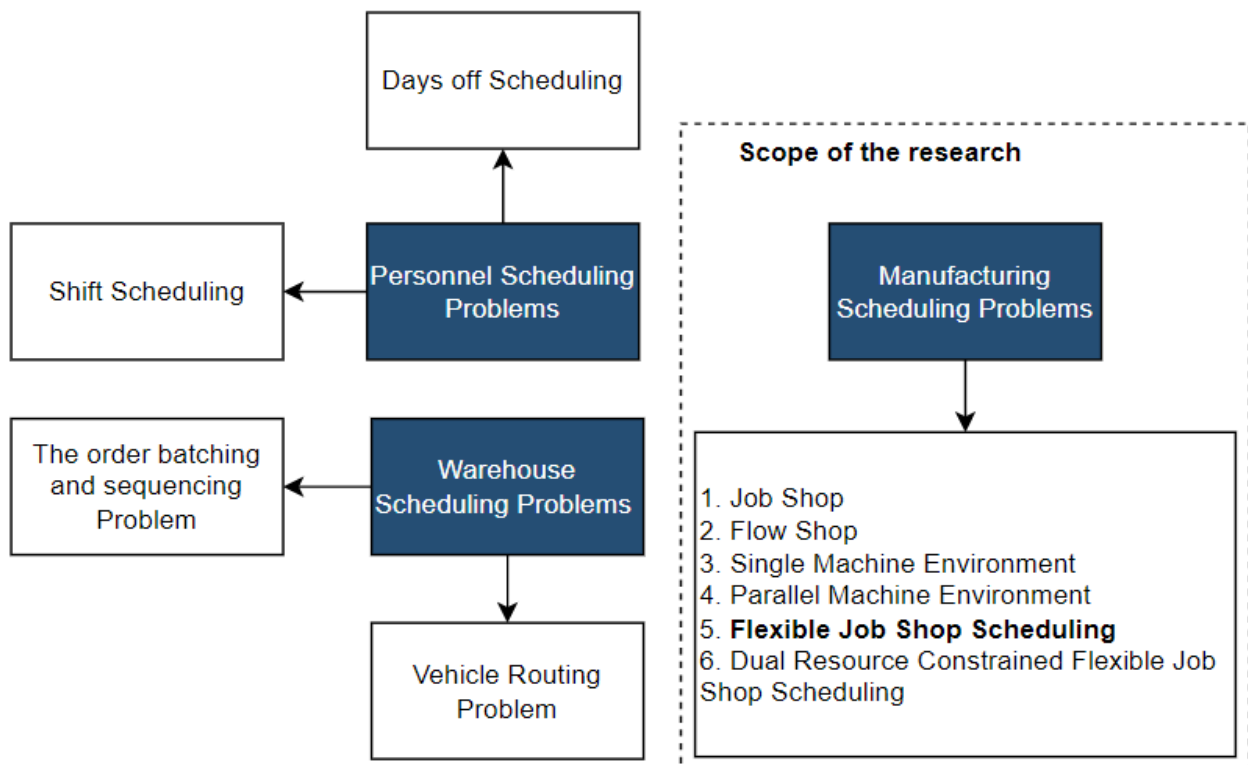 Days off Scheduling
Scope of the research
Shift Scheduling
Personnel Scheduling
Problems
Manufacturing
Scheduling Problems
The order batching
and sequencing
Problem
Warehouse
Scheduling Problems
1. Job Shop
2. Flow Shop
3. Single Machine Environment
4. Parallel Machine Environment
5. Flexible Job Shop Scheduling
6. Dual Resource Constrained Flexible Job
Shop Scheduling
Vehicle Routing
Problem